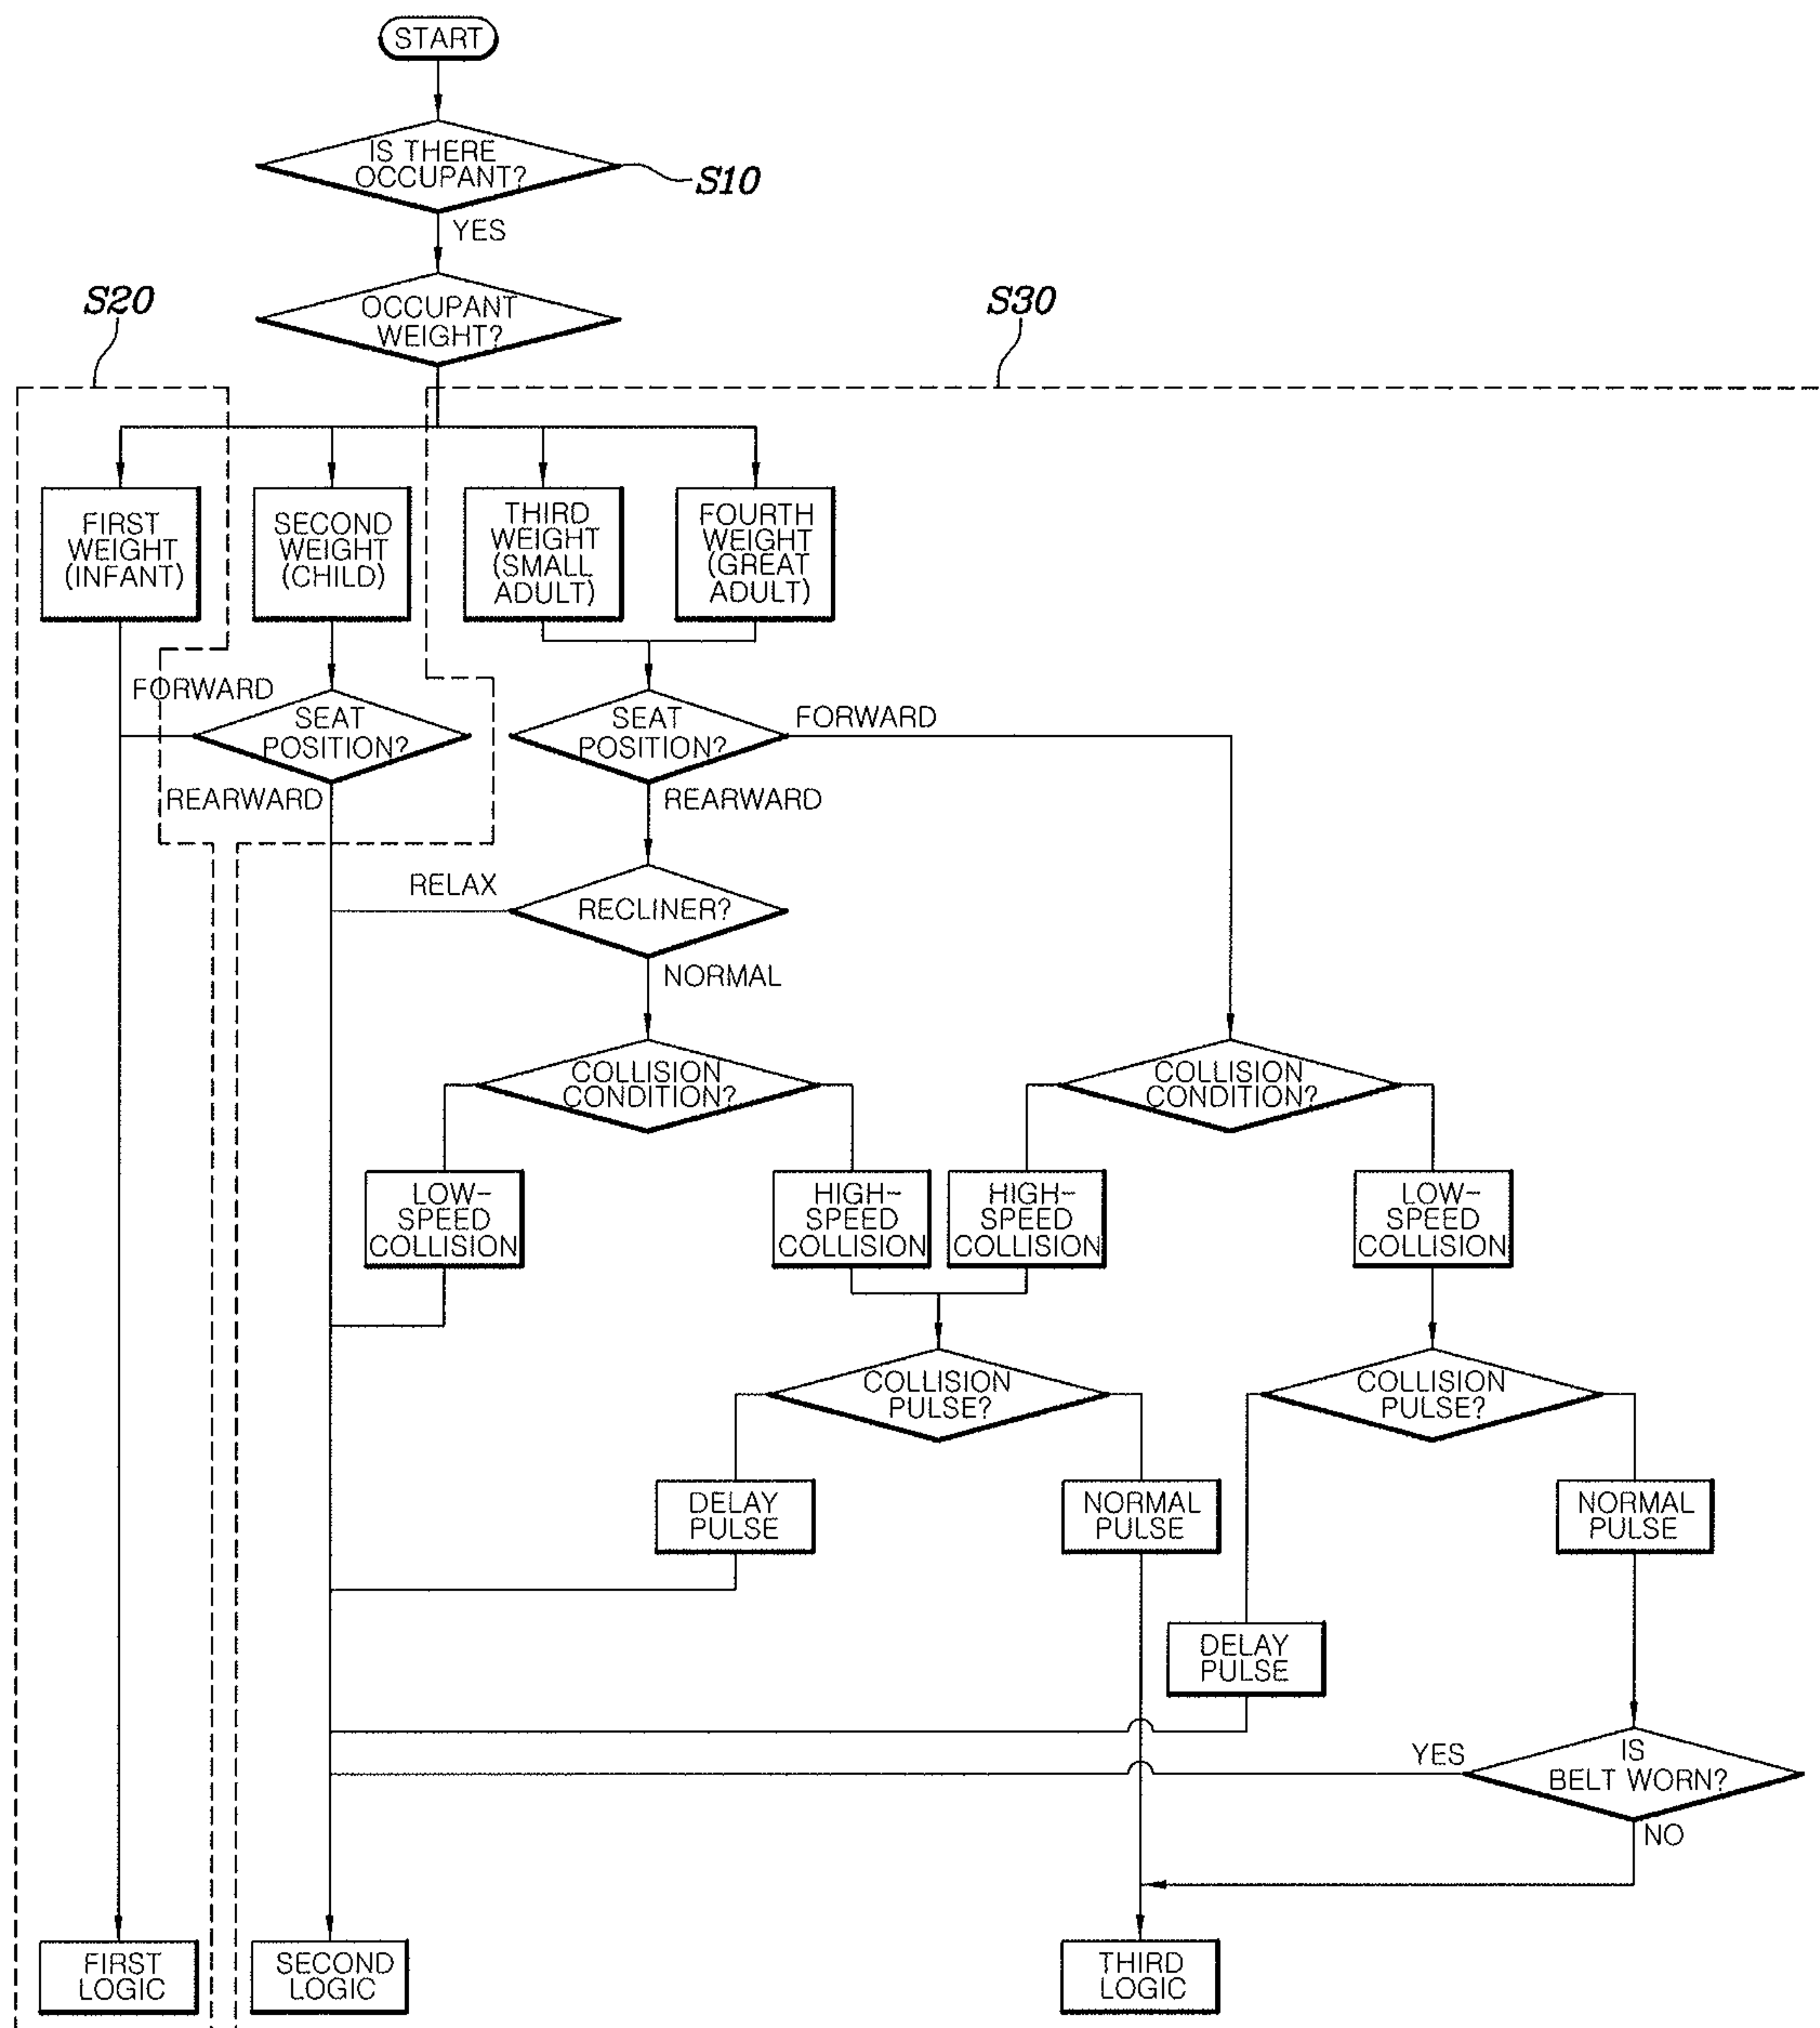 START
IS THERE
OCCUPANT?
S10
YES
OCCUPANT
WEIGHT?
S20
S30
FIRST
WEIGHT
(INFANT)
SECOND
WEIGHT
(CHILD)
THIRD
WEIGHT
(SMALL
ADULT)
FOURTH
WEIGHT
(GREAT
ADULT)
FORWARD
SEAT
POSITION?
REARWARD
SEAT
POSITION?
FORWARD
REARWARD
RELAX
RECLINER?
NORMAL
COLLISION
CONDITION?
COLLISION
CONDITION?
LOW-
SPEED
COLLISION
HIGH-
SPEED
COLLISION
HIGH-
SPEED
COLLISION
LOW-
SPEED
COLLISION
COLLISION
PULSE?
COLLISION
PULSE?
DELAY
PULSE
NORMAL
PULSE
NORMAL
PULSE
DELAY
PULSE
YES
IS
BELT WORN?
NO
FIRST
LOGIC
SECOND
LOGIC
THIRD
LOGIC